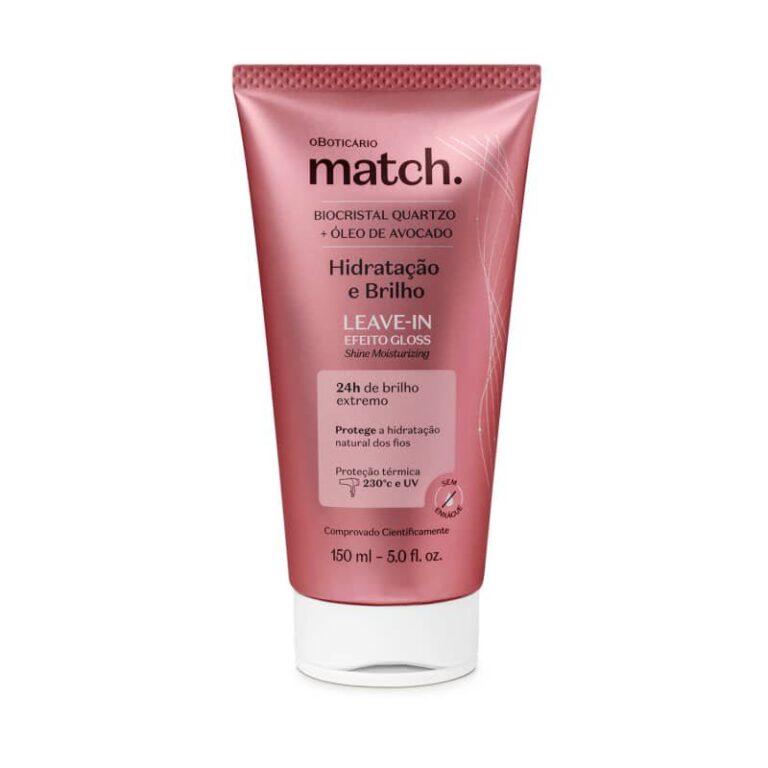 oBOTICÁRIO
match.
BIOCRISTAL QUARTZO
+ ÓLEO DE AVOCADO
Hidratação
e Brilho
LEAVE-IN
EFEITO GLOSS
Shine Moisturizing
24h de brilho
extremo
Protege a hidratação
natural dos fios
Proteção térmica
230°c e UV
SEM
ENXÁGUE
Comprovado Cientificamente
150 ml - 5.0 fl. oz.